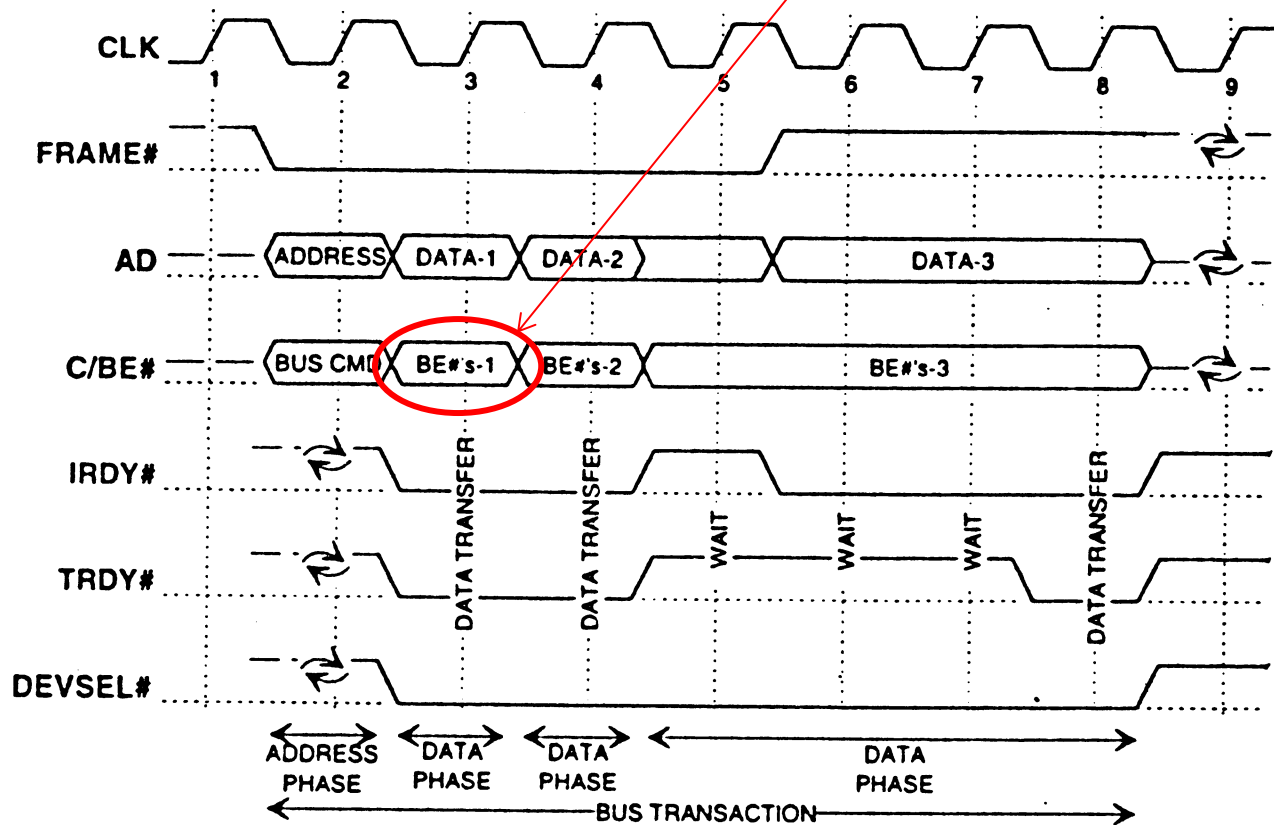 CLK
1 2 3 4 5 6 7 8 9
FRAME#
AD ADDRESS DATA-1 DATA-2 DATA-3
C/BE# BUS CMD BE#'s-1 BE#'s-2 BE#'s-3
IRDY#
TRDY#
DATA TRANSFER
DATA TRANSFER
WAIT
WAIT
WAIT
DATA TRANSFER
DEVSEL#
ADDRESS PHASE
DATA PHASE
DATA PHASE
DATA PHASE
BUS TRANSACTION